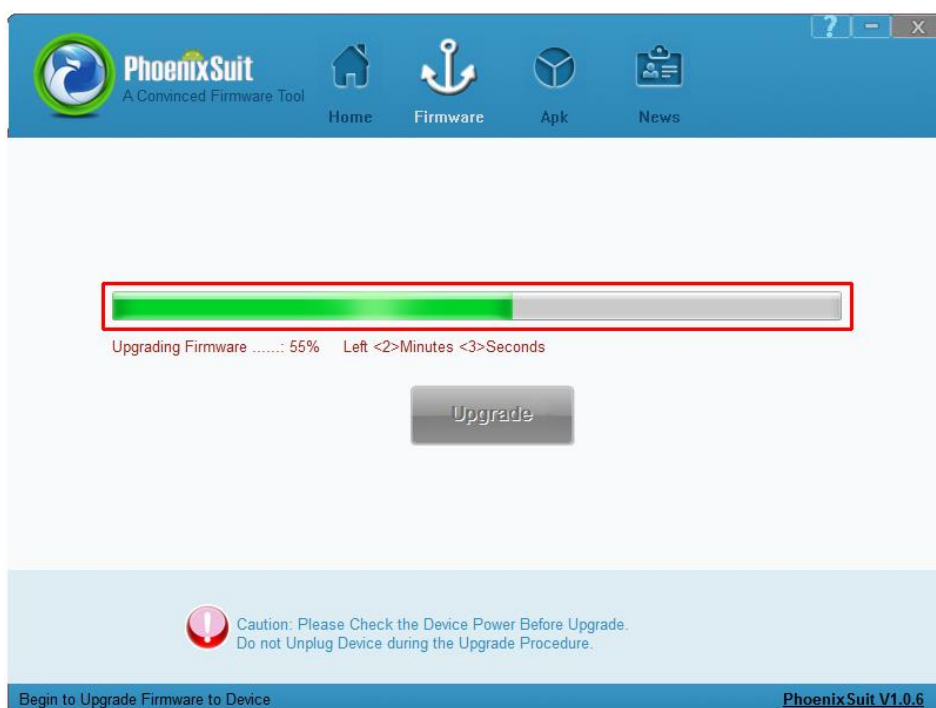 ?
PhoenixSuit
A Convinced Firmware Tool
Home
Firmware
Apk
News
Upgrading Firmware ......: 55% Left <2>Minutes <3>Seconds
Upgrade
Caution: Please Check the Device Power Before Upgrade.
Do not Unplug Device during the Upgrade Procedure.
Begin to Upgrade Firmware to Device
PhoenixSuit V1.0.6